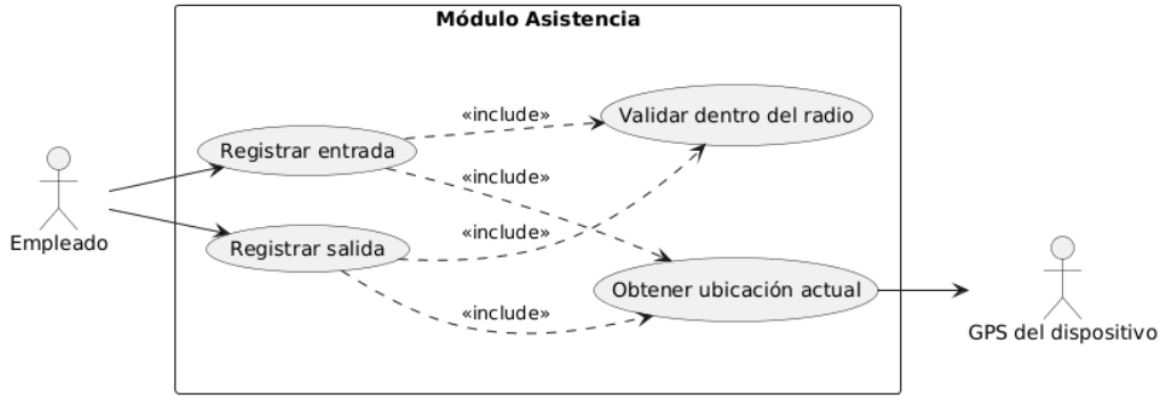 Módulo Asistencia
«include»
Validar dentro del radio
Registrar entrada
«include»
Empleado
Registrar salida
«include»
Obtener ubicación actual
«include»
GPS del dispositivo